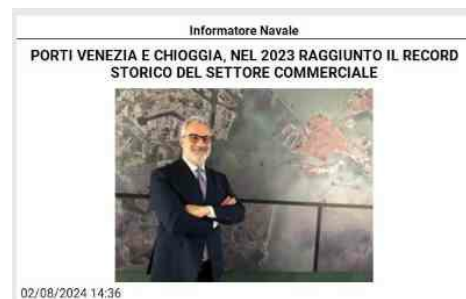 Informatore Navale
PORTI VENEZIA E CHIOGGIA, NEL 2023 RAGGIUNTO IL RECORD
STORICO DEL SETTORE COMMERCIALE
02/08/2024 14:36